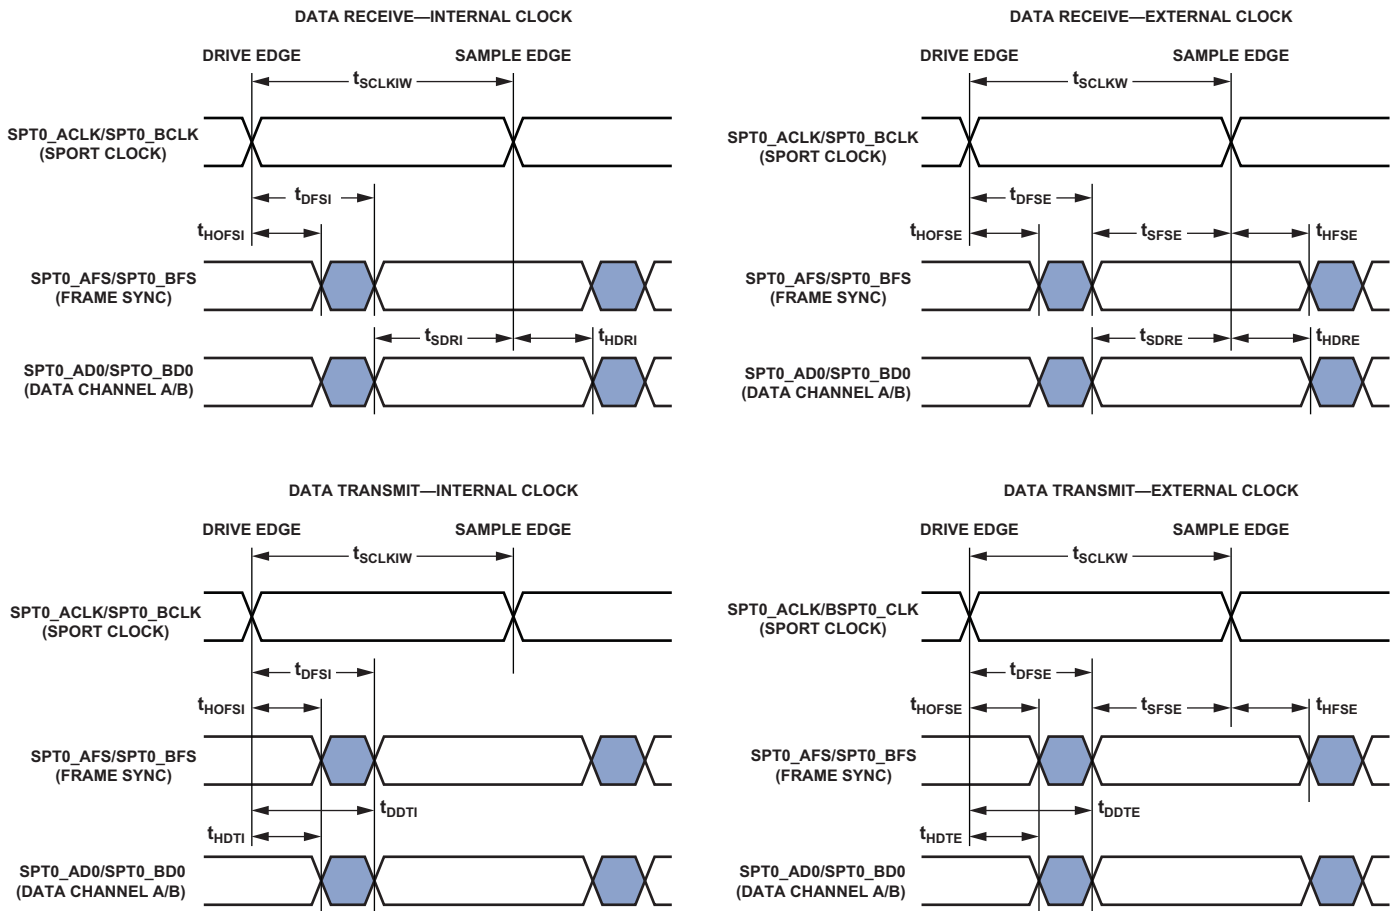 DATA RECEIVE—INTERNAL CLOCK
DRIVE EDGE
SAMPLE EDGE
tSCLKIW
SPT0_ACLK/SPT0_BCLK
(SPORT CLOCK)
tDFSI
tHOFSI
SPT0_AFS/SPT0_BFS
(FRAME SYNC)
tSDRI
tHDRI
SPT0_AD0/SPTO_BD0
(DATA CHANNEL A/B)
DATA RECEIVE—EXTERNAL CLOCK
DRIVE EDGE
SAMPLE EDGE
tSCLKW
SPT0_ACLK/SPT0_BCLK
(SPORT CLOCK)
tDFSE
tHOFSE
tSFSE
tHFSE
SPT0_AFS/SPT0_BFS
(FRAME SYNC)
tSDRE
tHDRE
SPT0_AD0/SPT0_BD0
(DATA CHANNEL A/B)
DATA TRANSMIT—INTERNAL CLOCK
DRIVE EDGE
SAMPLE EDGE
tSCLKIW
SPT0_ACLK/SPT0_BCLK
(SPORT CLOCK)
tDFSI
tHOFSI
SPT0_AFS/SPT0_BFS
(FRAME SYNC)
tDDTI
tHDTI
SPT0_AD0/SPT0_BD0
(DATA CHANNEL A/B)
DATA TRANSMIT—EXTERNAL CLOCK
DRIVE EDGE
SAMPLE EDGE
tSCLKW
SPT0_ACLK/BSPT0_CLK
(SPORT CLOCK)
tDFSE
tHOFSE
tSFSE
tHFSE
SPT0_AFS/SPT0_BFS
(FRAME SYNC)
tDDTE
tHDTE
SPT0_AD0/SPT0_BD0
(DATA CHANNEL A/B)